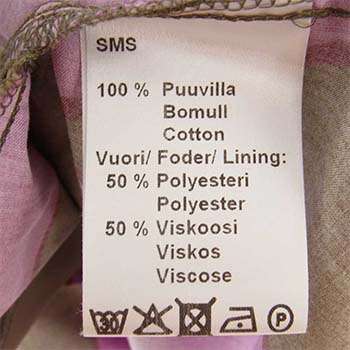 SMS
100 % Puuvilla
Bomull
Cotton
Vuori/ Foder/ Lining:
50 % Polyesteri
Polyester
50 % Viskoosi
Viskos
Viscose
30 P